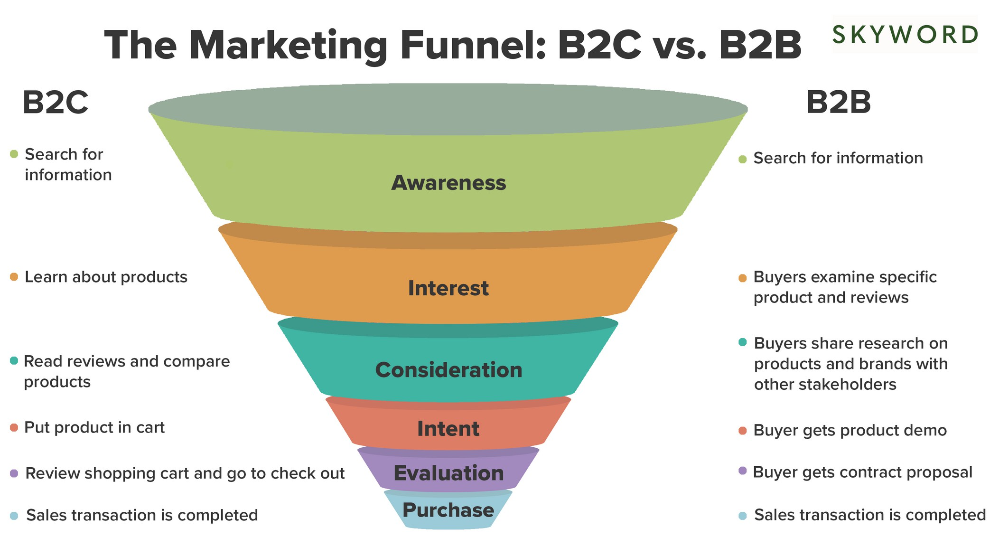 The Marketing Funnel: B2C vs. B2B
SKYWORD
B2C
Search for
information
Learn about products
Read reviews and compare
products
Put product in cart
Review shopping cart and go to check out
Sales transaction is completed
Awareness
Interest
Consideration
Intent
Evaluation
Purchase
B2B
Search for information
Buyers examine specific
product and reviews
Buyers share research on
products and brands with
other stakeholders
Buyer gets product demo
Buyer gets contract proposal
Sales transaction is completed